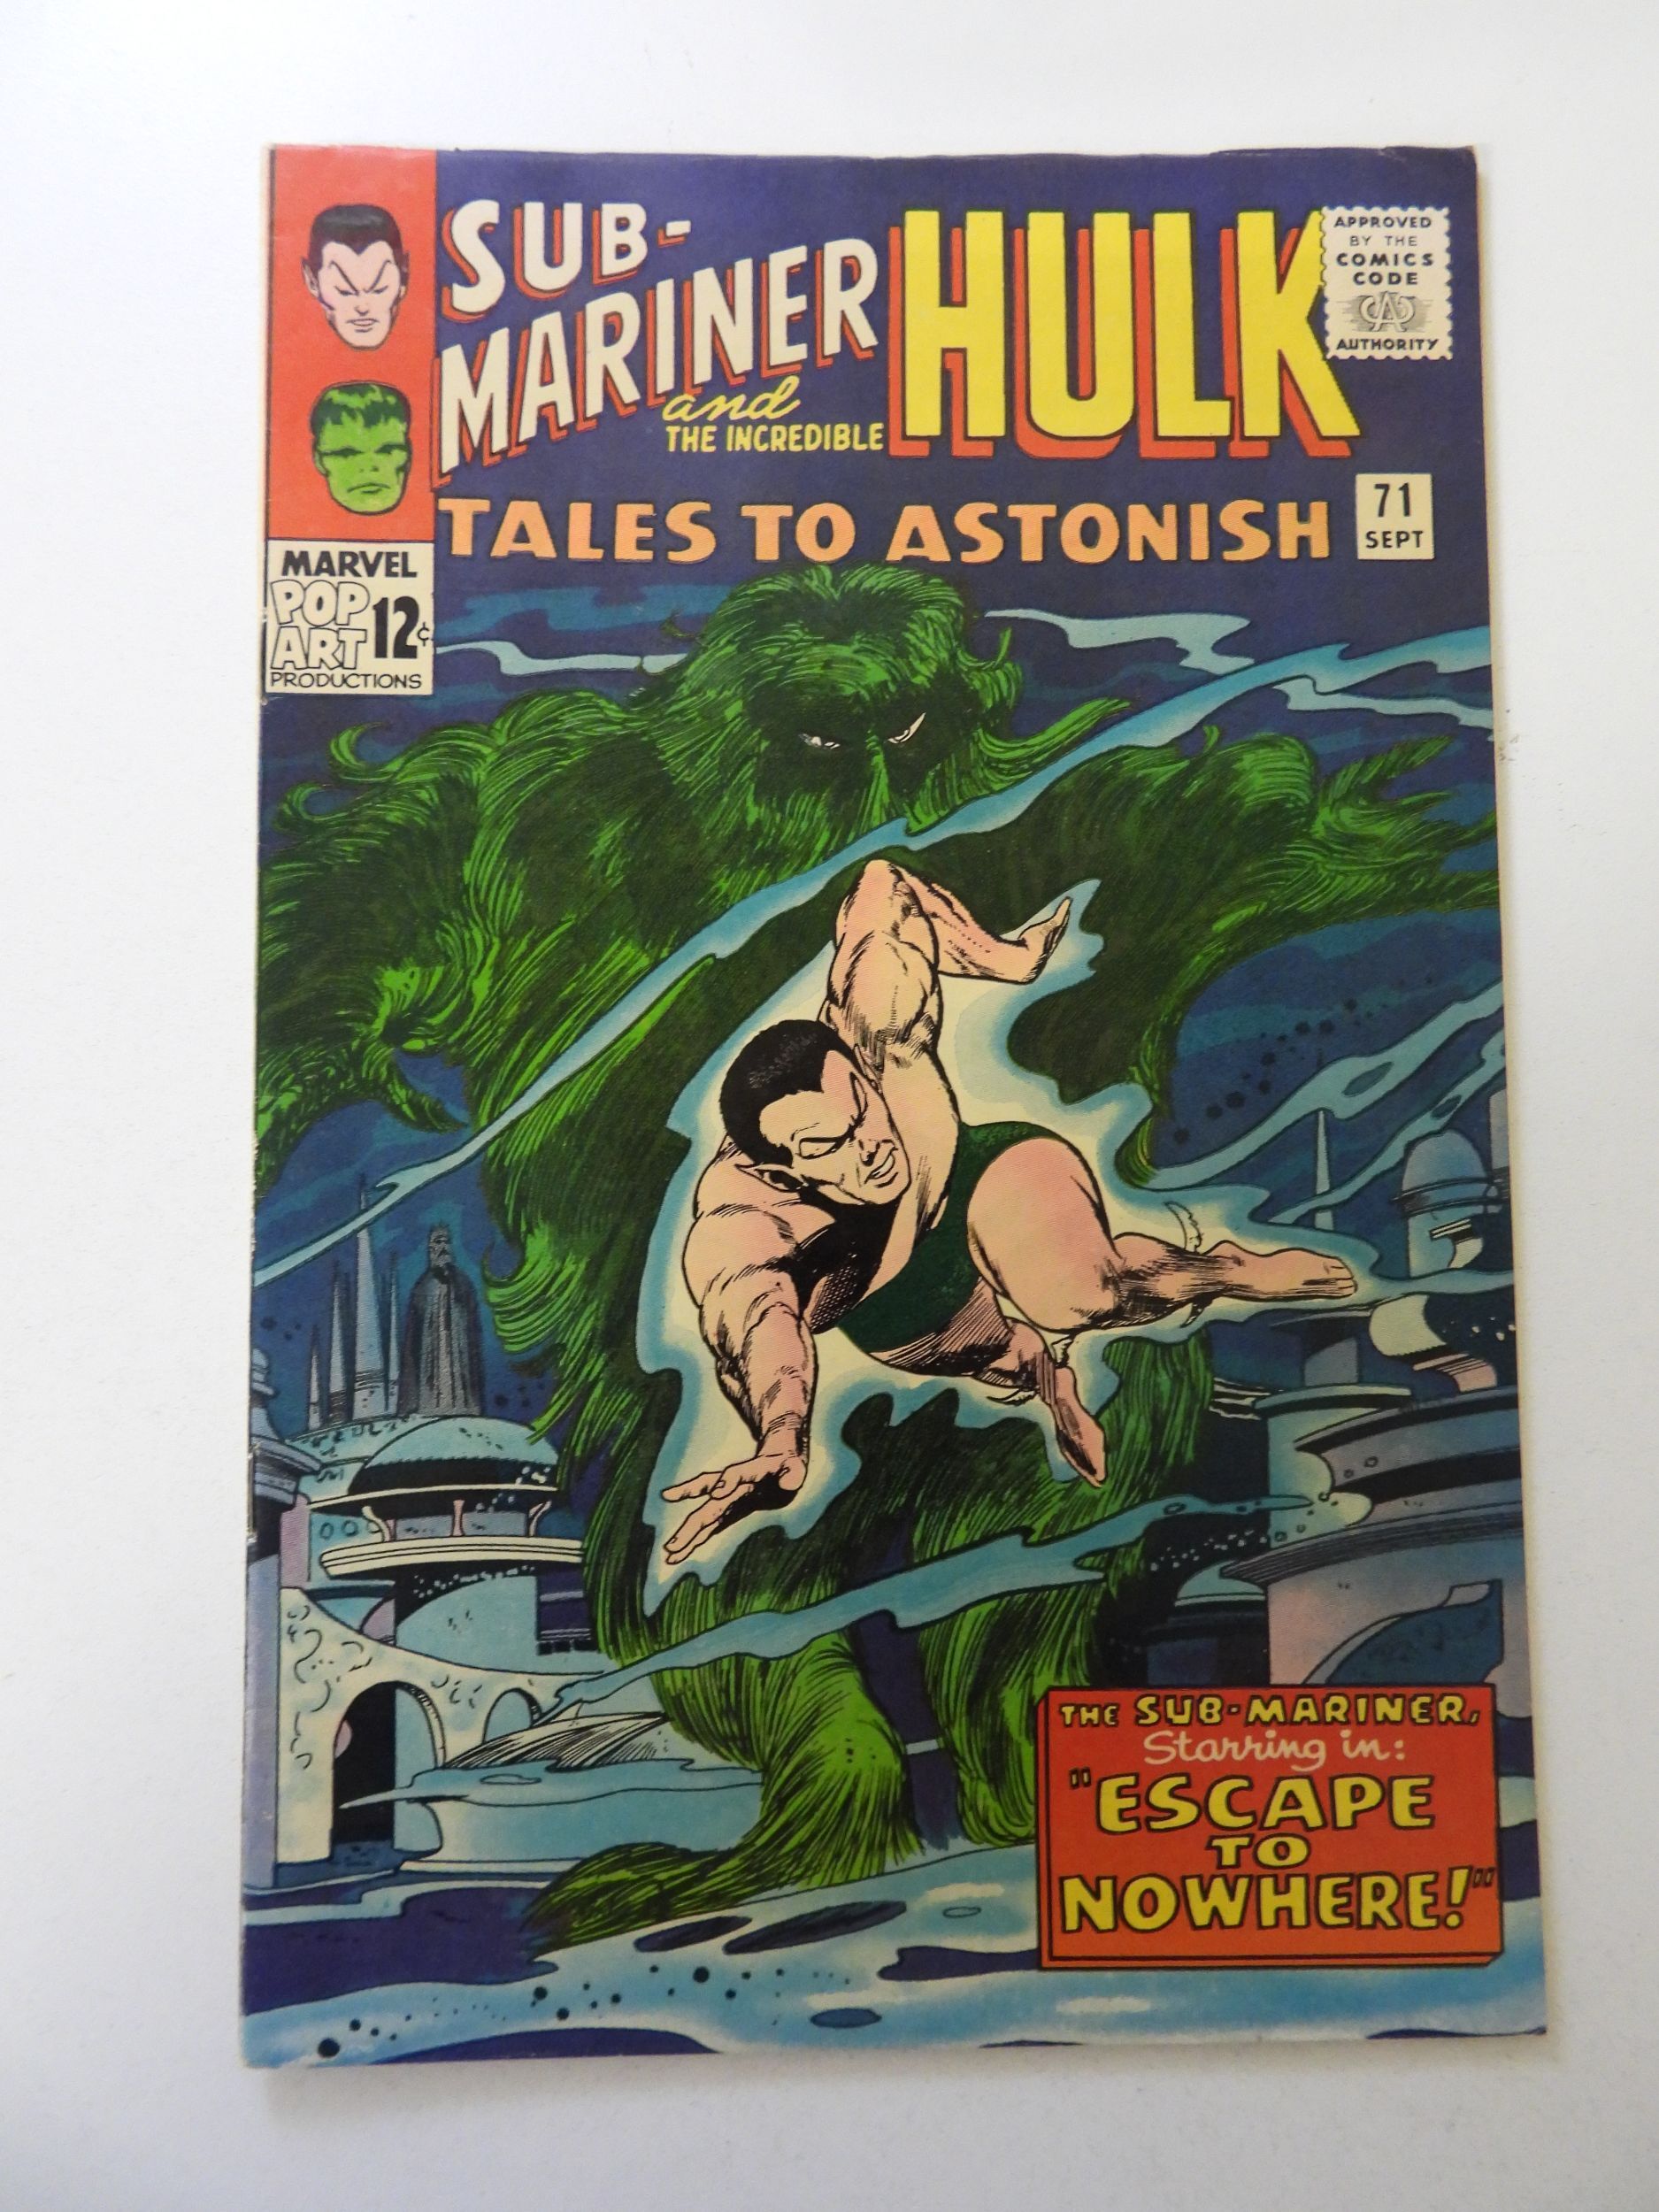 SUB-
MARINER
and
THE INCREDIBLE
HULK
APPROVED
BY THE
COMICS
CODE
CA
AUTHORITY
TALES TO ASTONISH
71
SEPT
MARVEL
POP
ART
12¢
PRODUCTIONS
THE SUB-MARINER,
Starring in:
"ESCAPE
TO
NOWHERE!"